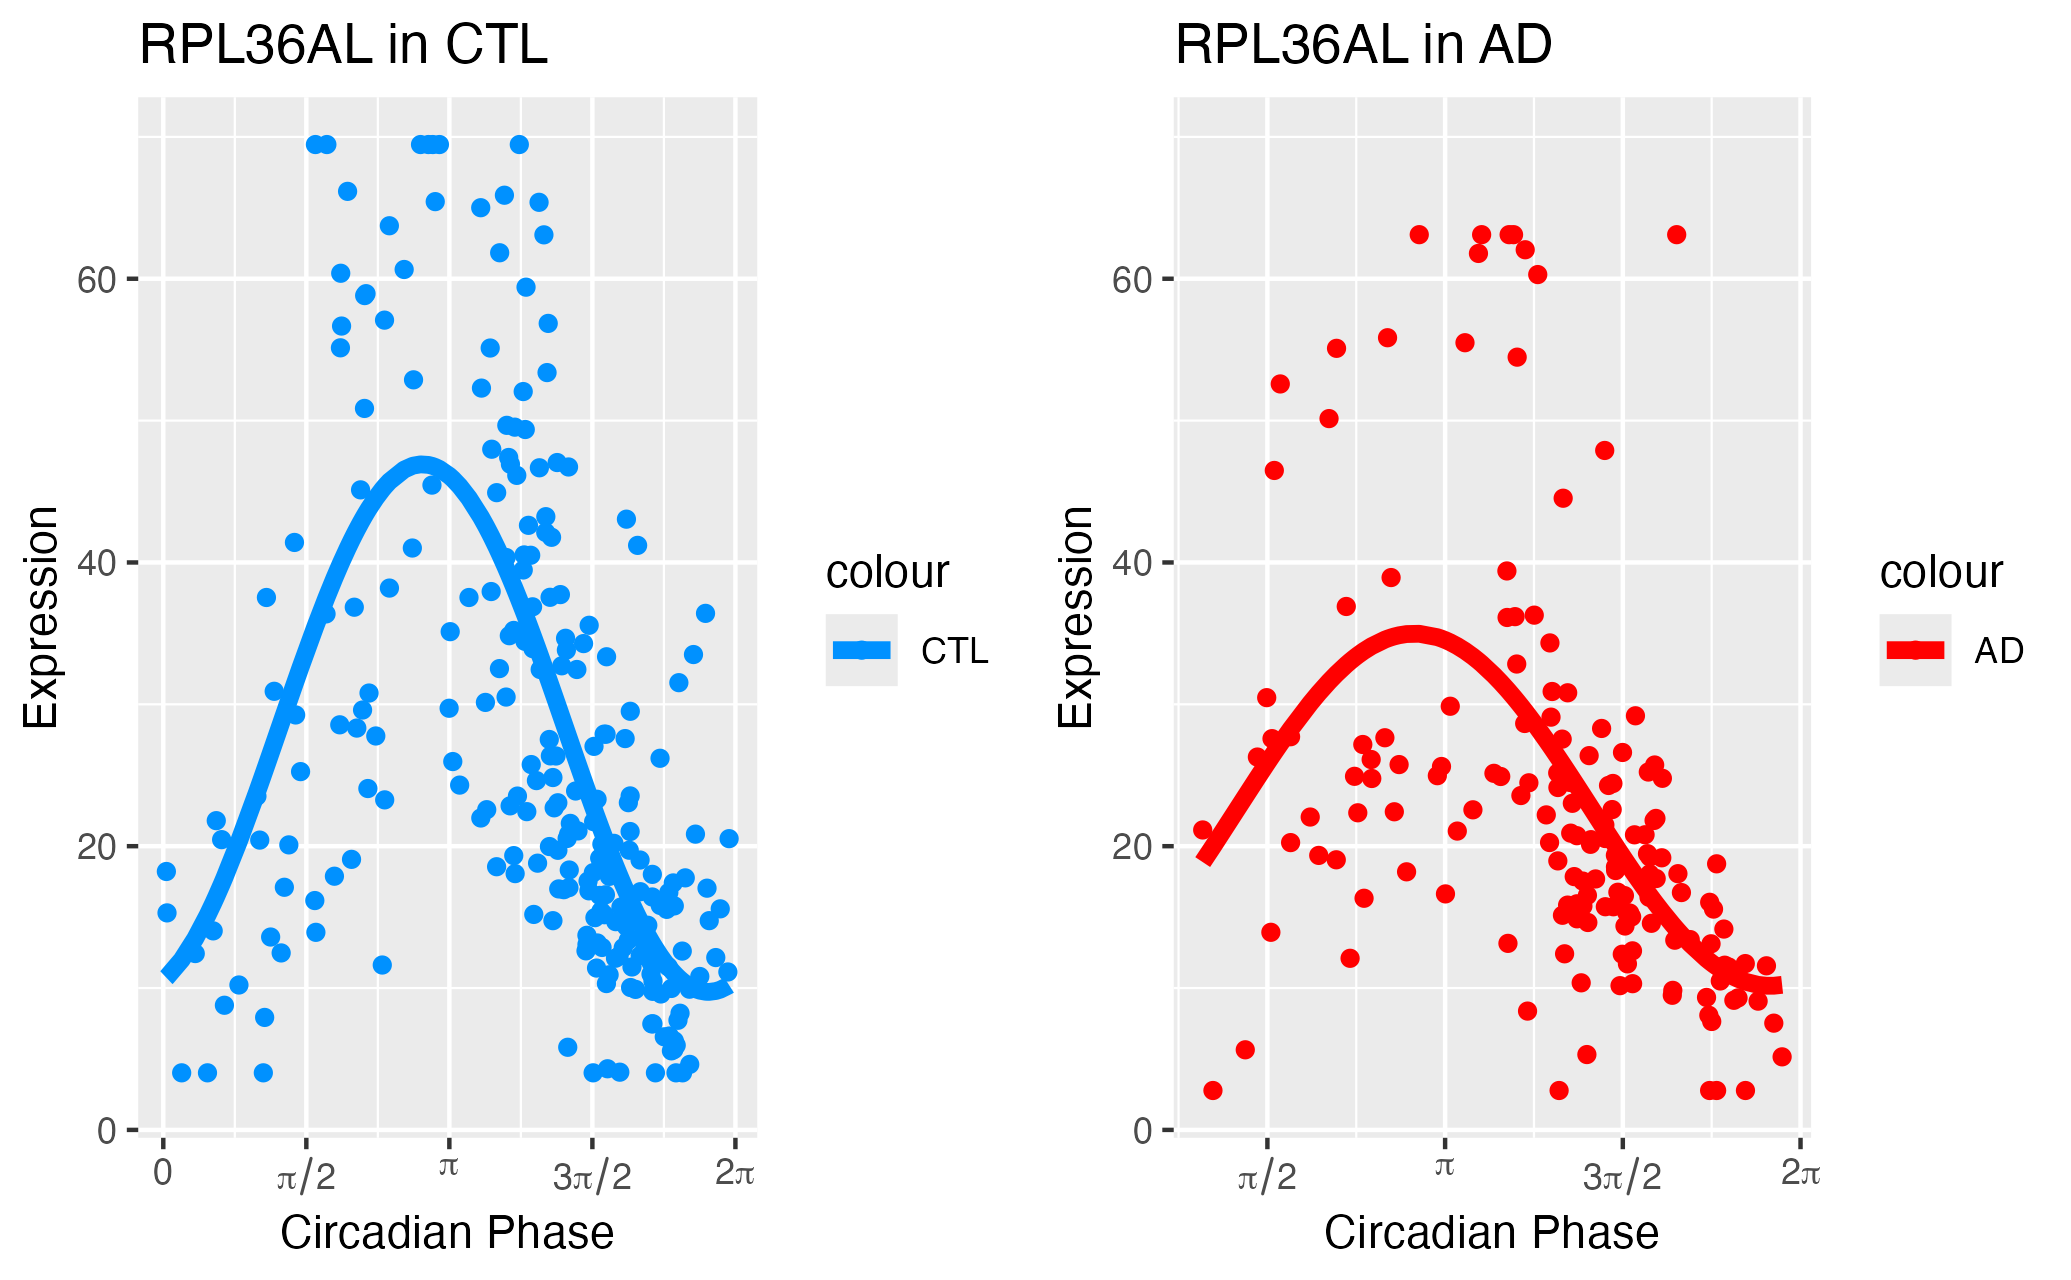 RPL36AL in CTL
Expression
60
40
20
0
0
π/2
π
3π/2
2π
Circadian Phase
colour
CTL
RPL36AL in AD
Expression
60
40
20
0
π/2
π
3π/2
2π
Circadian Phase
colour
AD